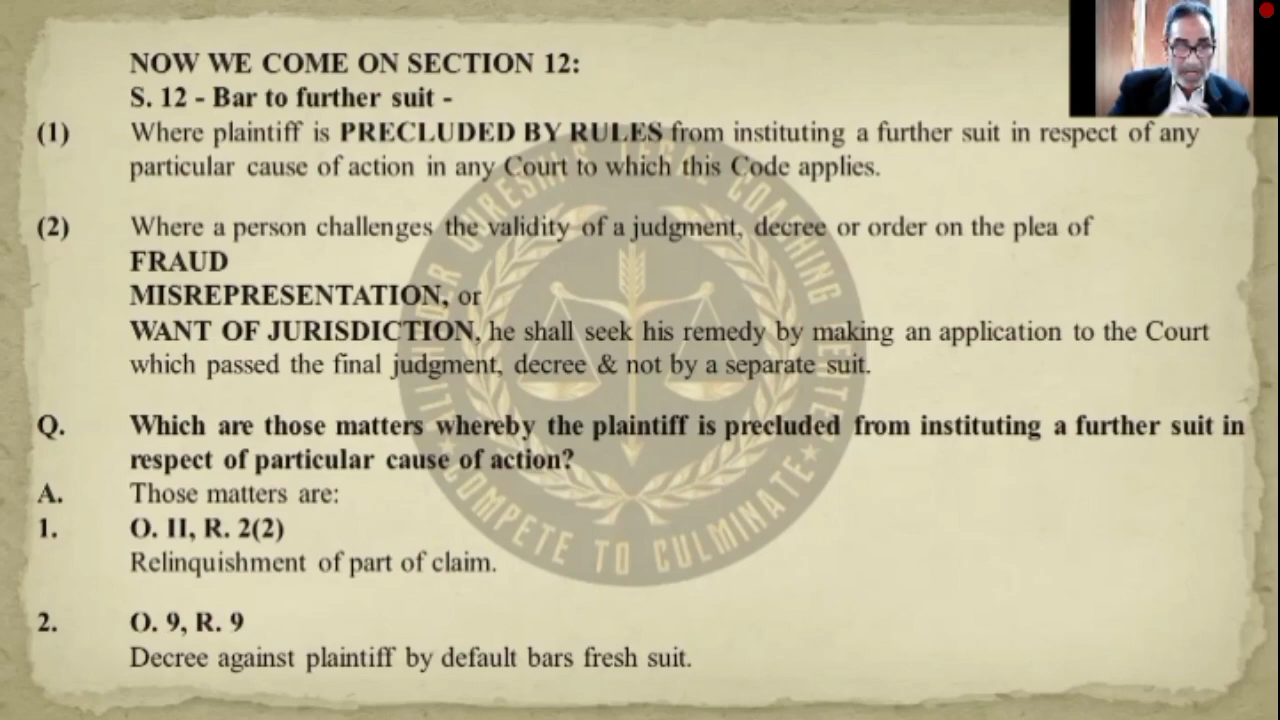 NOW WE COME ON SECTION 12:
S. 12 - Bar to further suit -
(1) Where plaintiff is PRECLUDED BY RULES from instituting a further suit in respect of any
particular cause of action in any Court to which this Code applies.
(2) Where a person challenges the validity of a judgment, decree or order on the plea of
FRAUD
MISREPRESENTATION, or
WANT OF JURISDICTION, he shall seek his remedy by making an application to the Court
which passed the final judgment, decree & not by a separate suit.
Q. Which are those matters whereby the plaintiff is precluded from instituting a further suit in
respect of particular cause of action?
A. Those matters are:
1. O. II, R. 2(2)
Relinquishment of part of claim.
2. O. 9, R. 9
Decree against plaintiff by default bars fresh suit.
COACHING
COMPETE TO CULMINATE